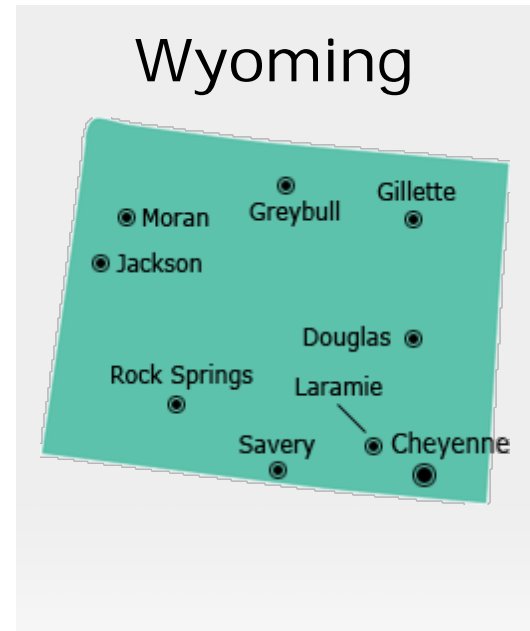 Wyoming
Gillette
Greybull
Moran
Jackson
Douglas
Rock Springs
Laramie
Savery
Cheyenne